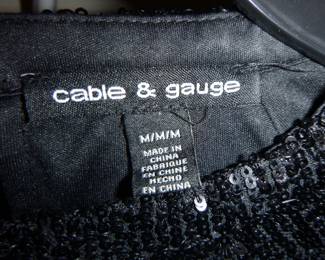 cable & gauge
M/M/M
MADE IN
CHINA
FABRIQUE
EN CHINE
HECHO
EN CHINA